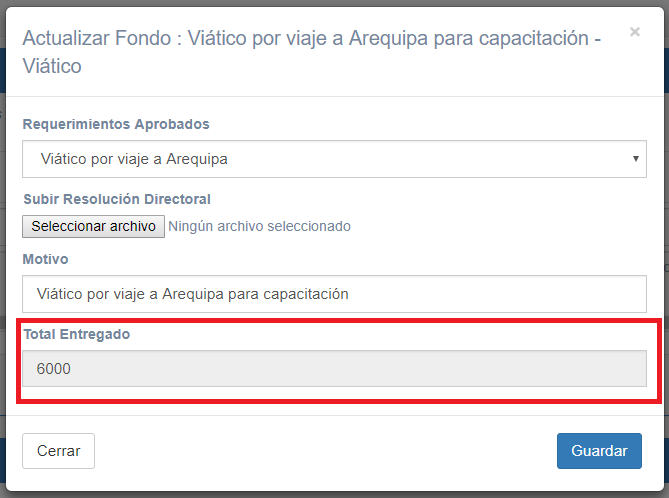 Actualizar Fondo : Viático por viaje a Arequipa para capacitación -
Viático
×
Requerimientos Aprobados
Viático por viaje a Arequipa
Subir Resolución Directoral
Seleccionar archivo Ningún archivo seleccionado
Motivo
Viático por viaje a Arequipa para capacitación
Total Entregado
6000
Cerrar
Guardar